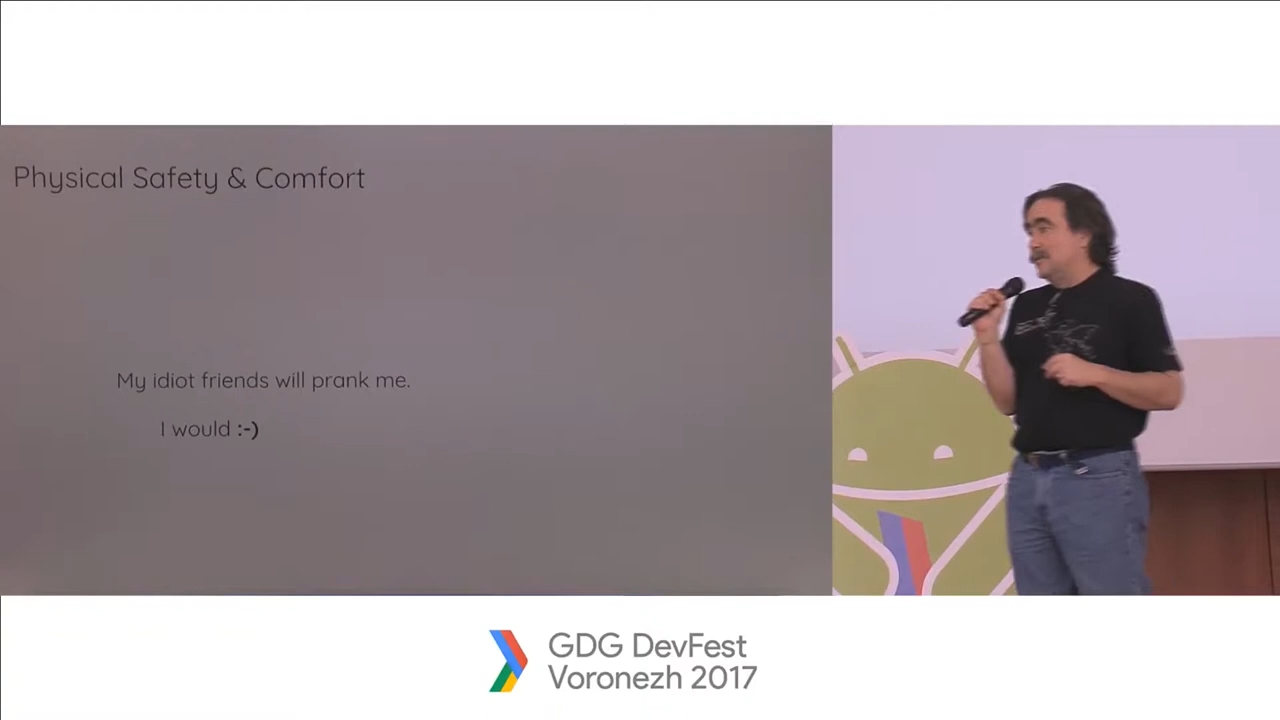 Physical Safety & Comfort
My idiot friends will prank me.
I would :-)
GDG DevFest
Voronezh 2017